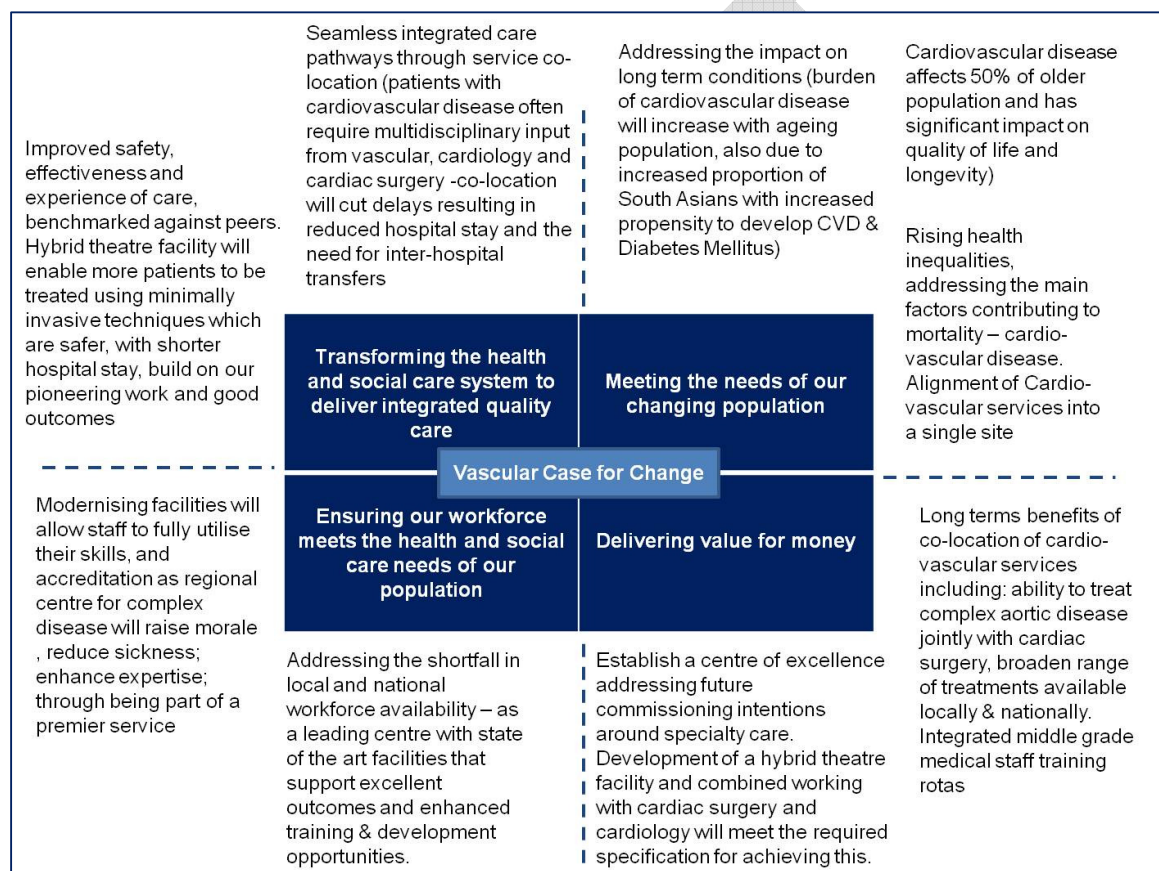 Improved safety,
effectiveness and
experience of care,
benchmarked against peers.
Hybrid theatre facility will
enable more patients to be
treated using minimally
invasive techniques which
are safer, with shorter
hospital stay, build on our
pioneering work and good
outcomes
Seamless integrated care
pathways through service co-
location (patients with
cardiovascular disease often
require multidisciplinary input
from vascular, cardiology and
cardiac surgery -co-location
will cut delays resulting in
reduced hospital stay and the
need for inter-hospital
transfers
Addressing the impact on
long term conditions (burden
of cardiovascular disease
will increase with ageing
population, also due to
increased proportion of
South Asians with increased
propensity to develop CVD &
Diabetes Mellitus)
Cardiovascular disease
affects 50% of older
population and has
significant impact on
quality of life and
longevity)
Rising health
inequalities,
addressing the main
factors contributing to
mortality – cardio-
vascular disease.
Alignment of Cardio-
vascular services into
a single site
Transforming the health
and social care system to
deliver integrated quality
care
Meeting the needs of our
changing population
Vascular Case for Change
Ensuring our workforce
meets the health and social
care needs of our
population
Delivering value for money
Modernising facilities will
allow staff to fully utilise
their skills, and
accreditation as regional
centre for complex
disease will raise morale
, reduce sickness;
enhance expertise;
through being part of a
premier service
Addressing the shortfall in
local and national
workforce availability – as
a leading centre with state
of the art facilities that
support excellent
outcomes and enhanced
training & development
opportunities.
Establish a centre of excellence
addressing future
commissioning intentions
around specialty care.
Development of a hybrid theatre
facility and combined working
with cardiac surgery and
cardiology will meet the required
specification for achieving this.
Long terms benefits of
co-location of cardio-
vascular services
including: ability to treat
complex aortic disease
jointly with cardiac
surgery, broaden range
of treatments available
locally & nationally.
Integrated middle grade
medical staff training
rotas